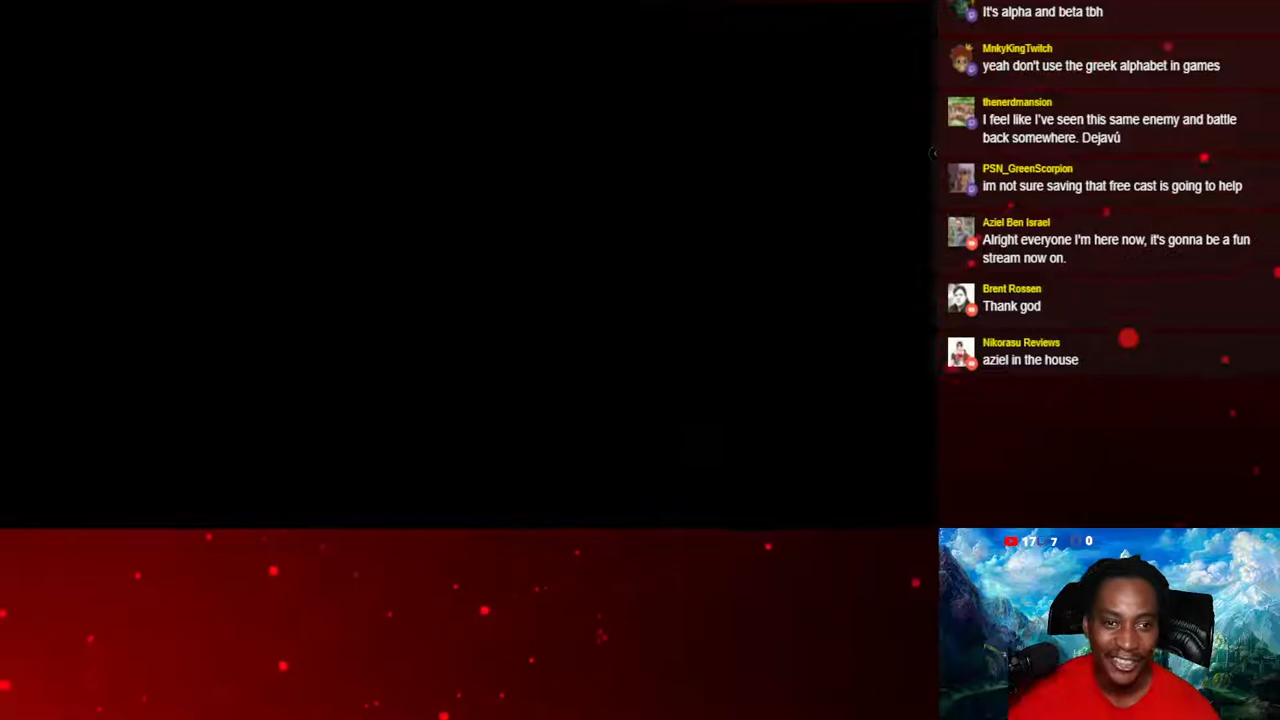 It's alpha and beta tbh
MnkyKingTwitch
yeah don't use the greek alphabet in games
thenerdmansion
I feel like I've seen this same enemy and battle
back somewhere. Dejavú
PSN_GreenScorpion
im not sure saving that free cast is going to help
Aziel Ben Israel
Alright everyone I'm here now, it's gonna be a fun
stream now on.
Brent Rossen
Thank god
Nikorasu Reviews
aziel in the house
17 7 0